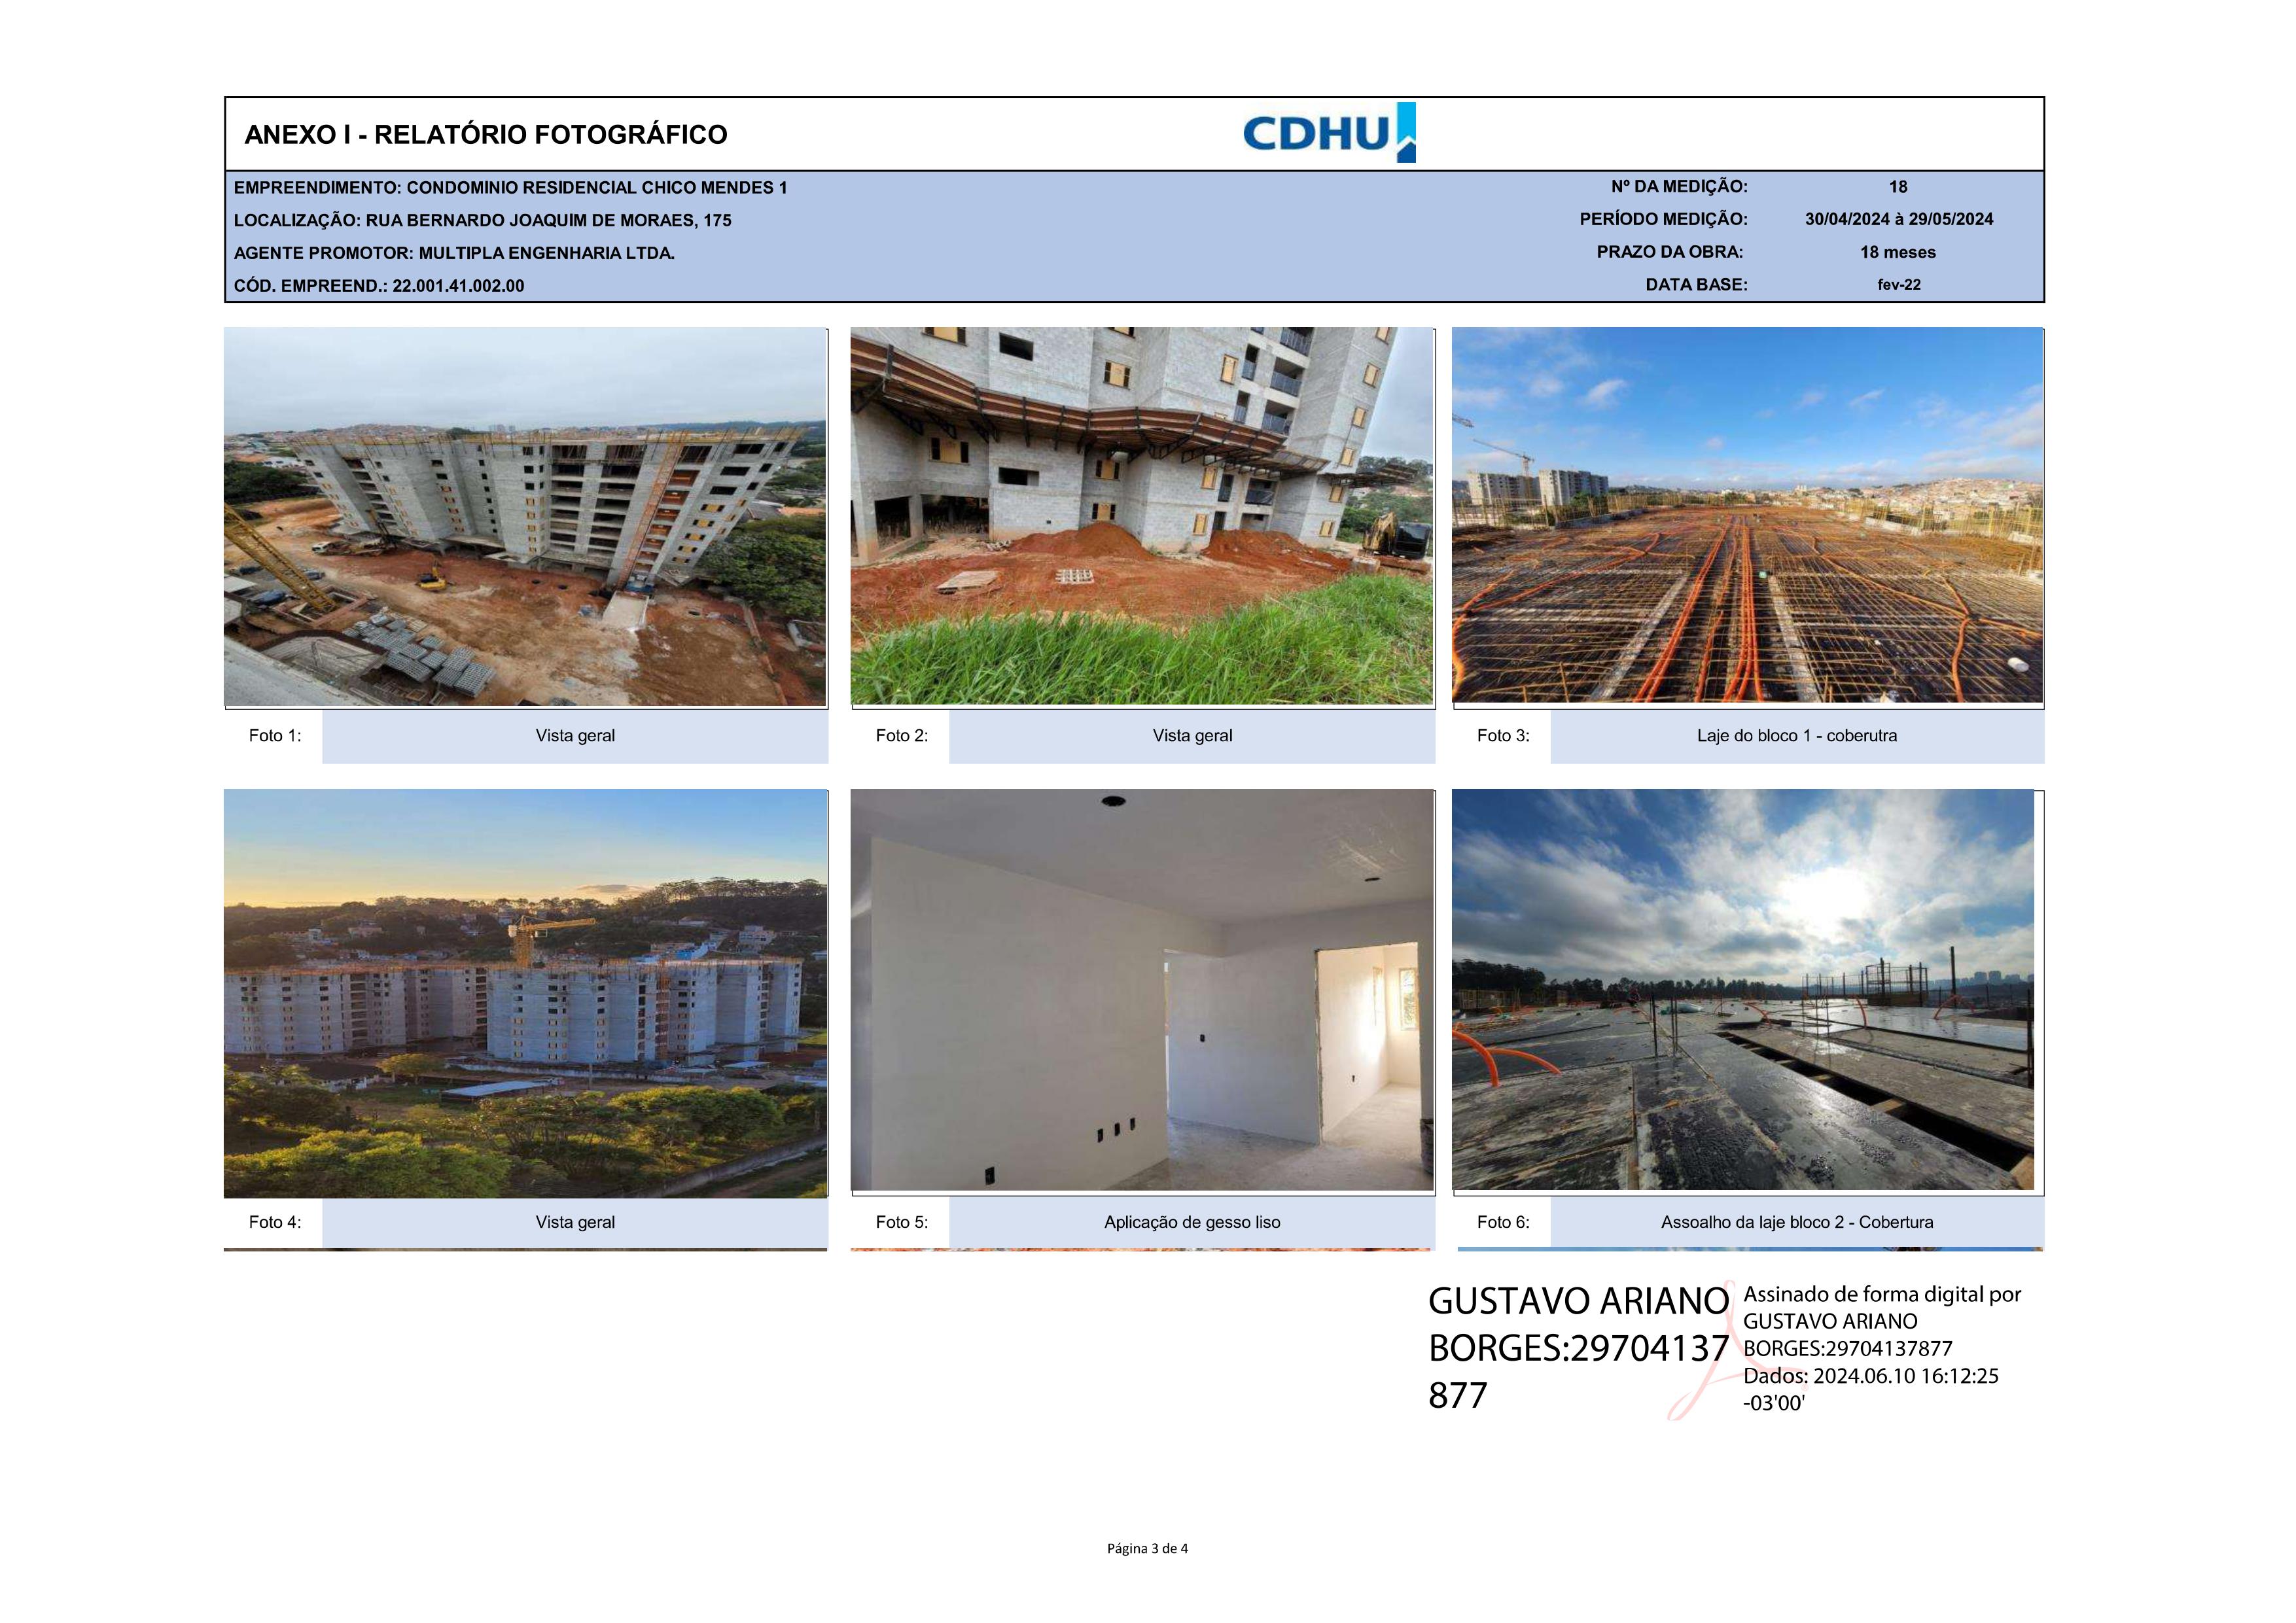 ANEXO I - RELATÓRIO FOTOGRÁFICO
CDHU
EMPREENDIMENTO: CONDOMINIO RESIDENCIAL CHICO MENDES 1
Nº DA MEDIÇÃO: 18
LOCALIZAÇÃO: RUA BERNARDO JOAQUIM DE MORAES, 175
PERÍODO MEDIÇÃO: 30/04/2024 à 29/05/2024
AGENTE PROMOTOR: MULTIPLA ENGENHARIA LTDA.
PRAZO DA OBRA: 18 meses
CÓD. EMPREEND.: 22.001.41.002.00
DATA BASE: fev-22
Foto 1: Vista geral
Foto 2: Vista geral
Foto 3: Laje do bloco 1 - coberutra
Foto 4: Vista geral
Foto 5: Aplicação de gesso liso
Foto 6: Assoalho da laje bloco 2 - Cobertura
GUSTAVO ARIANO
BORGES:29704137
877
Assinado de forma digital por
GUSTAVO ARIANO
BORGES:29704137877
Dados: 2024.06.10 16:12:25
-03'00'
Página 3 de 4